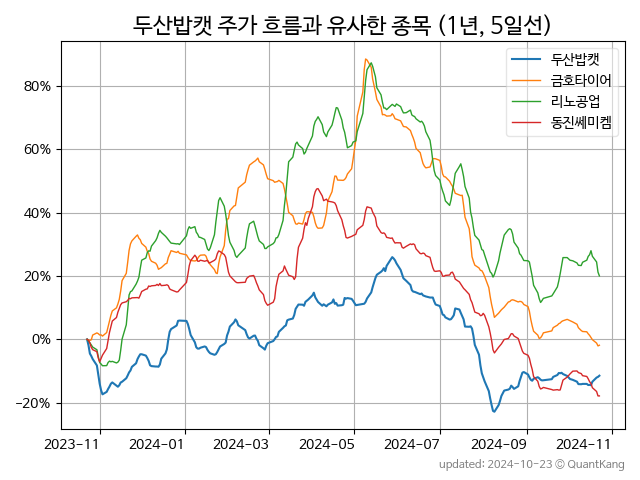 두산밥캣 주가 흐름과 유사한 종목 (1년, 5일선)
두산밥캣
금호타이어
리노공업
동진쎄미켐
80%
60%
40%
20%
0%
−20%
2023-11
2024-01
2024-03
2024-05
2024-07
2024-09
2024-11
updated: 2024-10-23 © QuantKang